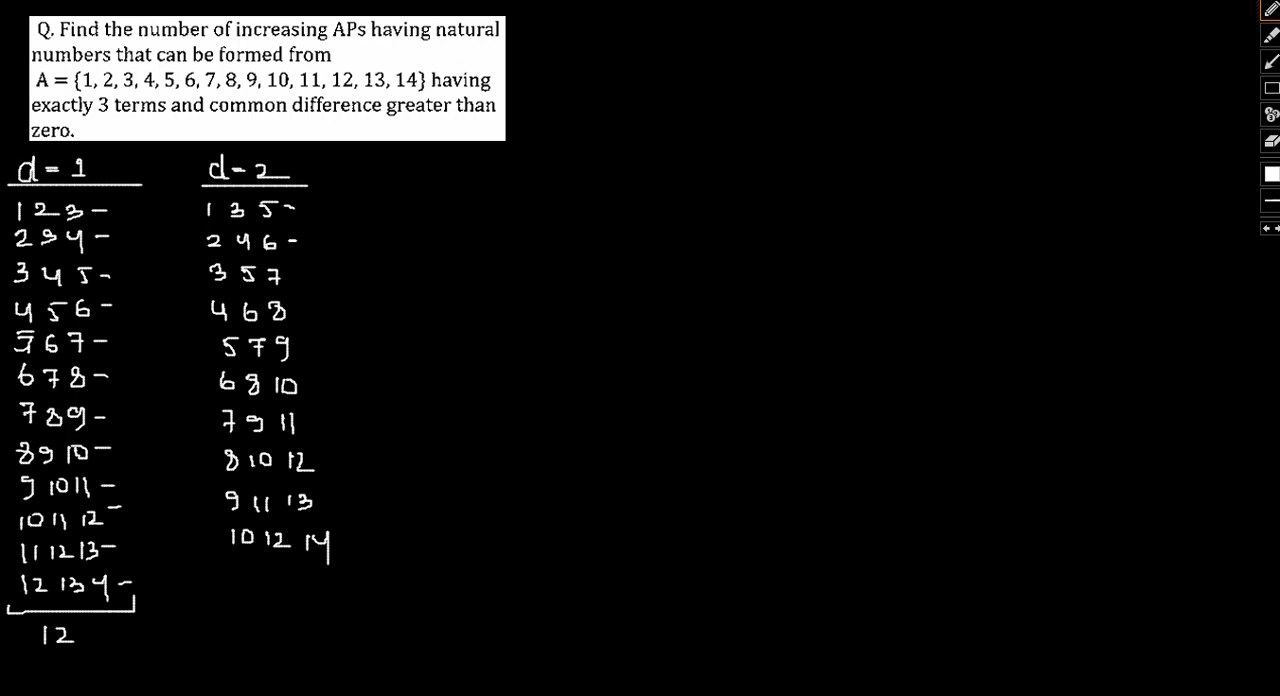 Q. Find the number of increasing APs having natural
numbers that can be formed from
A = {1, 2, 3, 4, 5, 6, 7, 8, 9, 10, 11, 12, 13, 14} having
exactly 3 terms and common difference greater than
zero.
d = 1
1 2 3 -
2 3 4 -
3 4 5 -
4 5 6 -
5 6 7 -
6 7 8 -
7 8 9 -
8 9 10 -
9 10 11 -
10 11 12 -
11 12 13 -
12 13 4 -
12
d = 2
1 3 5 -
2 4 6 -
3 5 7
4 6 8
5 7 9
6 8 10
7 9 11
8 10 12
9 11 13
10 12 14